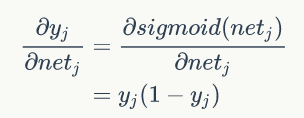 ∂y_j/∂net_j = ∂sigmoid(net_j)/∂net_j
= y_j(1 − y_j)